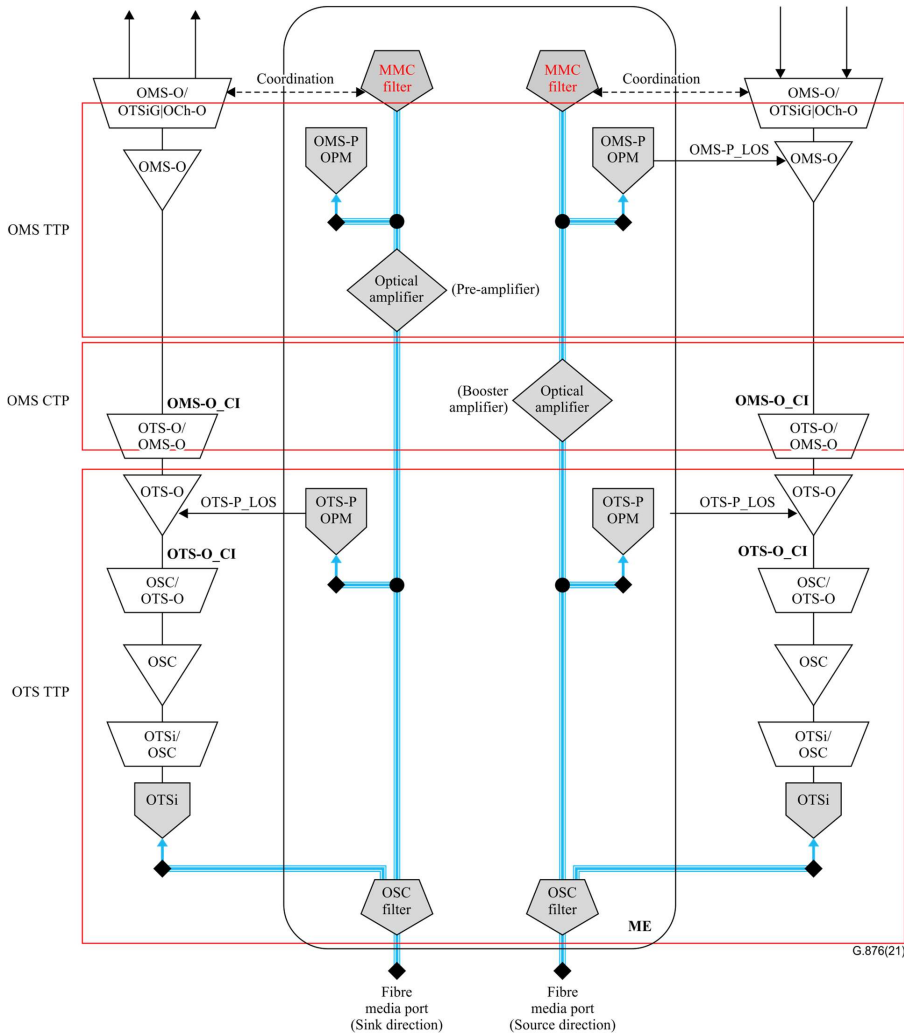 OMS-O/
OTSiG|OCh-O
Coordination
MMC
filter
MMC
filter
Coordination
OMS-O/
OTSiG|OCh-O
OMS TTP
OMS-O
OMS-P
OPM
OMS-P
OPM
OMS-P_LOS
OMS-O
Optical
amplifier
(Pre-amplifier)
OMS CTP
OMS-O_CI
(Booster
amplifier)
Optical
amplifier
OMS-O_CI
OTS-O/
OMS-O
OTS-O/
OMS-O
OTS TTP
OTS-O
OTS-P_LOS
OTS-P
OPM
OTS-P
OPM
OTS-P_LOS
OTS-O
OTS-O_CI
OTS-O_CI
OSC/
OTS-O
OSC/
OTS-O
OSC
OSC
OTSi/
OSC
OTSi/
OSC
OTSi
OTSi
OSC
filter
OSC
filter
ME
G.876(21)
Fibre
media port
(Sink direction)
Fibre
media port
(Source direction)